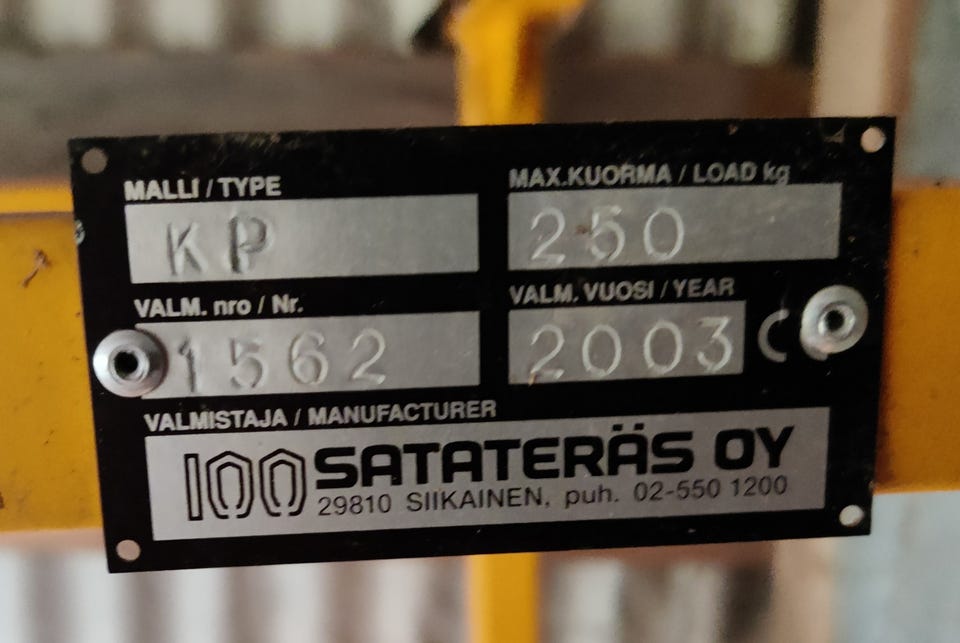 MALLI / TYPE
KP
MAX.KUORMA / LOAD kg
250
VALM. nro / Nr.
1562
VALM. VUOSI / YEAR
2003
C
VALMISTAJA / MANUFACTURER
100 SATATERÄS OY
29810 SIIKAINEN, puh. 02-550 1200